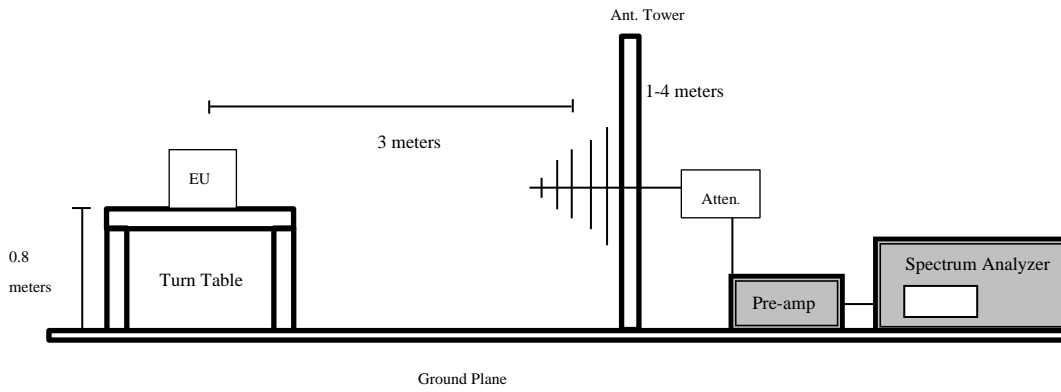 Ant. Tower
1-4 meters
3 meters
EU
Atten.
0.8
meters
Turn Table
Spectrum Analyzer
Pre-amp
Ground Plane